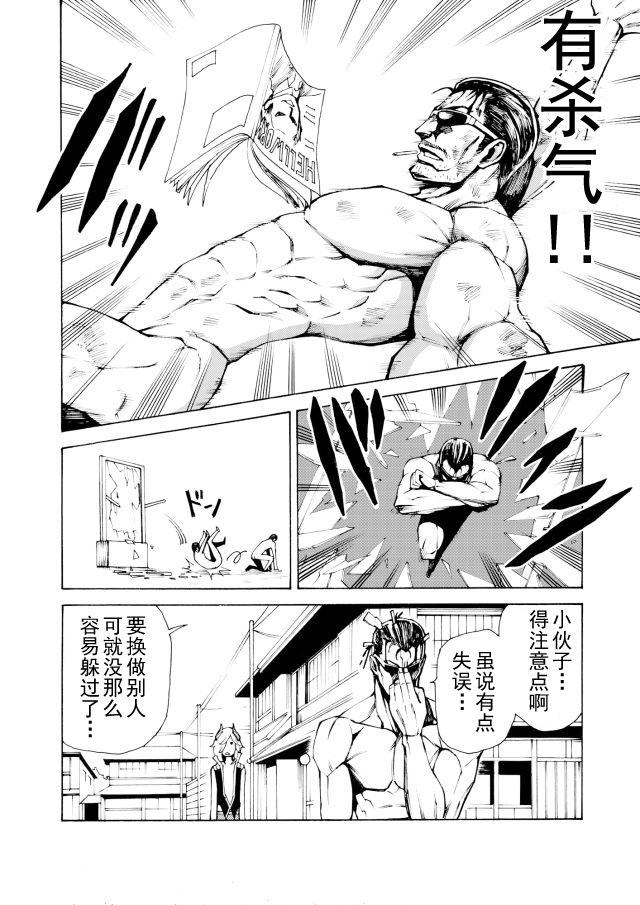 有杀气!!
HELLWORK
ドン
小伙子…
得注意点啊
虽说有点
失误…
要换做别人
可就没那么
容易躲过了…